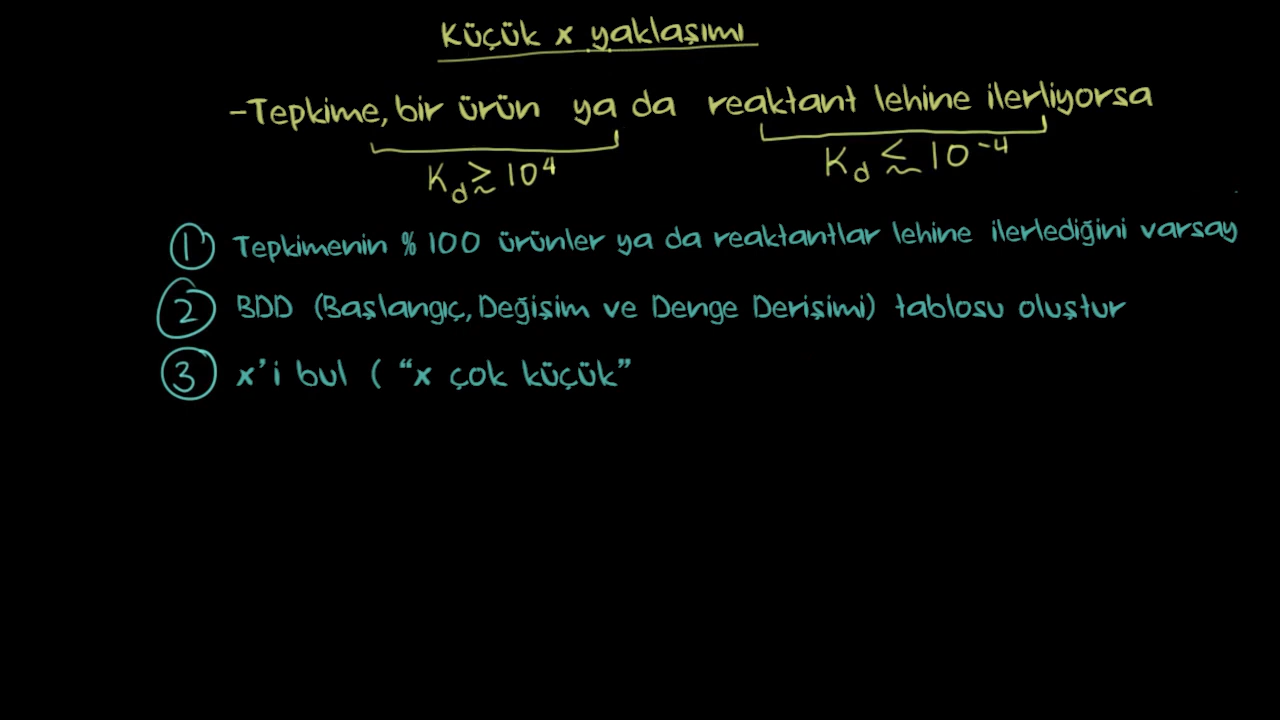 Küçük x yaklaşımı
-Tepkime, bir ürün ya da reaktant lehine ilerliyorsa
Kd ≳ 10⁴ Kd ≲ 10⁻⁴
1 Tepkimenin % 100 ürünler ya da reaktantlar lehine ilerlediğini varsay
2 BDD (Başlangıç, Değişim ve Denge Derişimi) tablosu oluştur
3 x'i bul ( “x çok küçük”